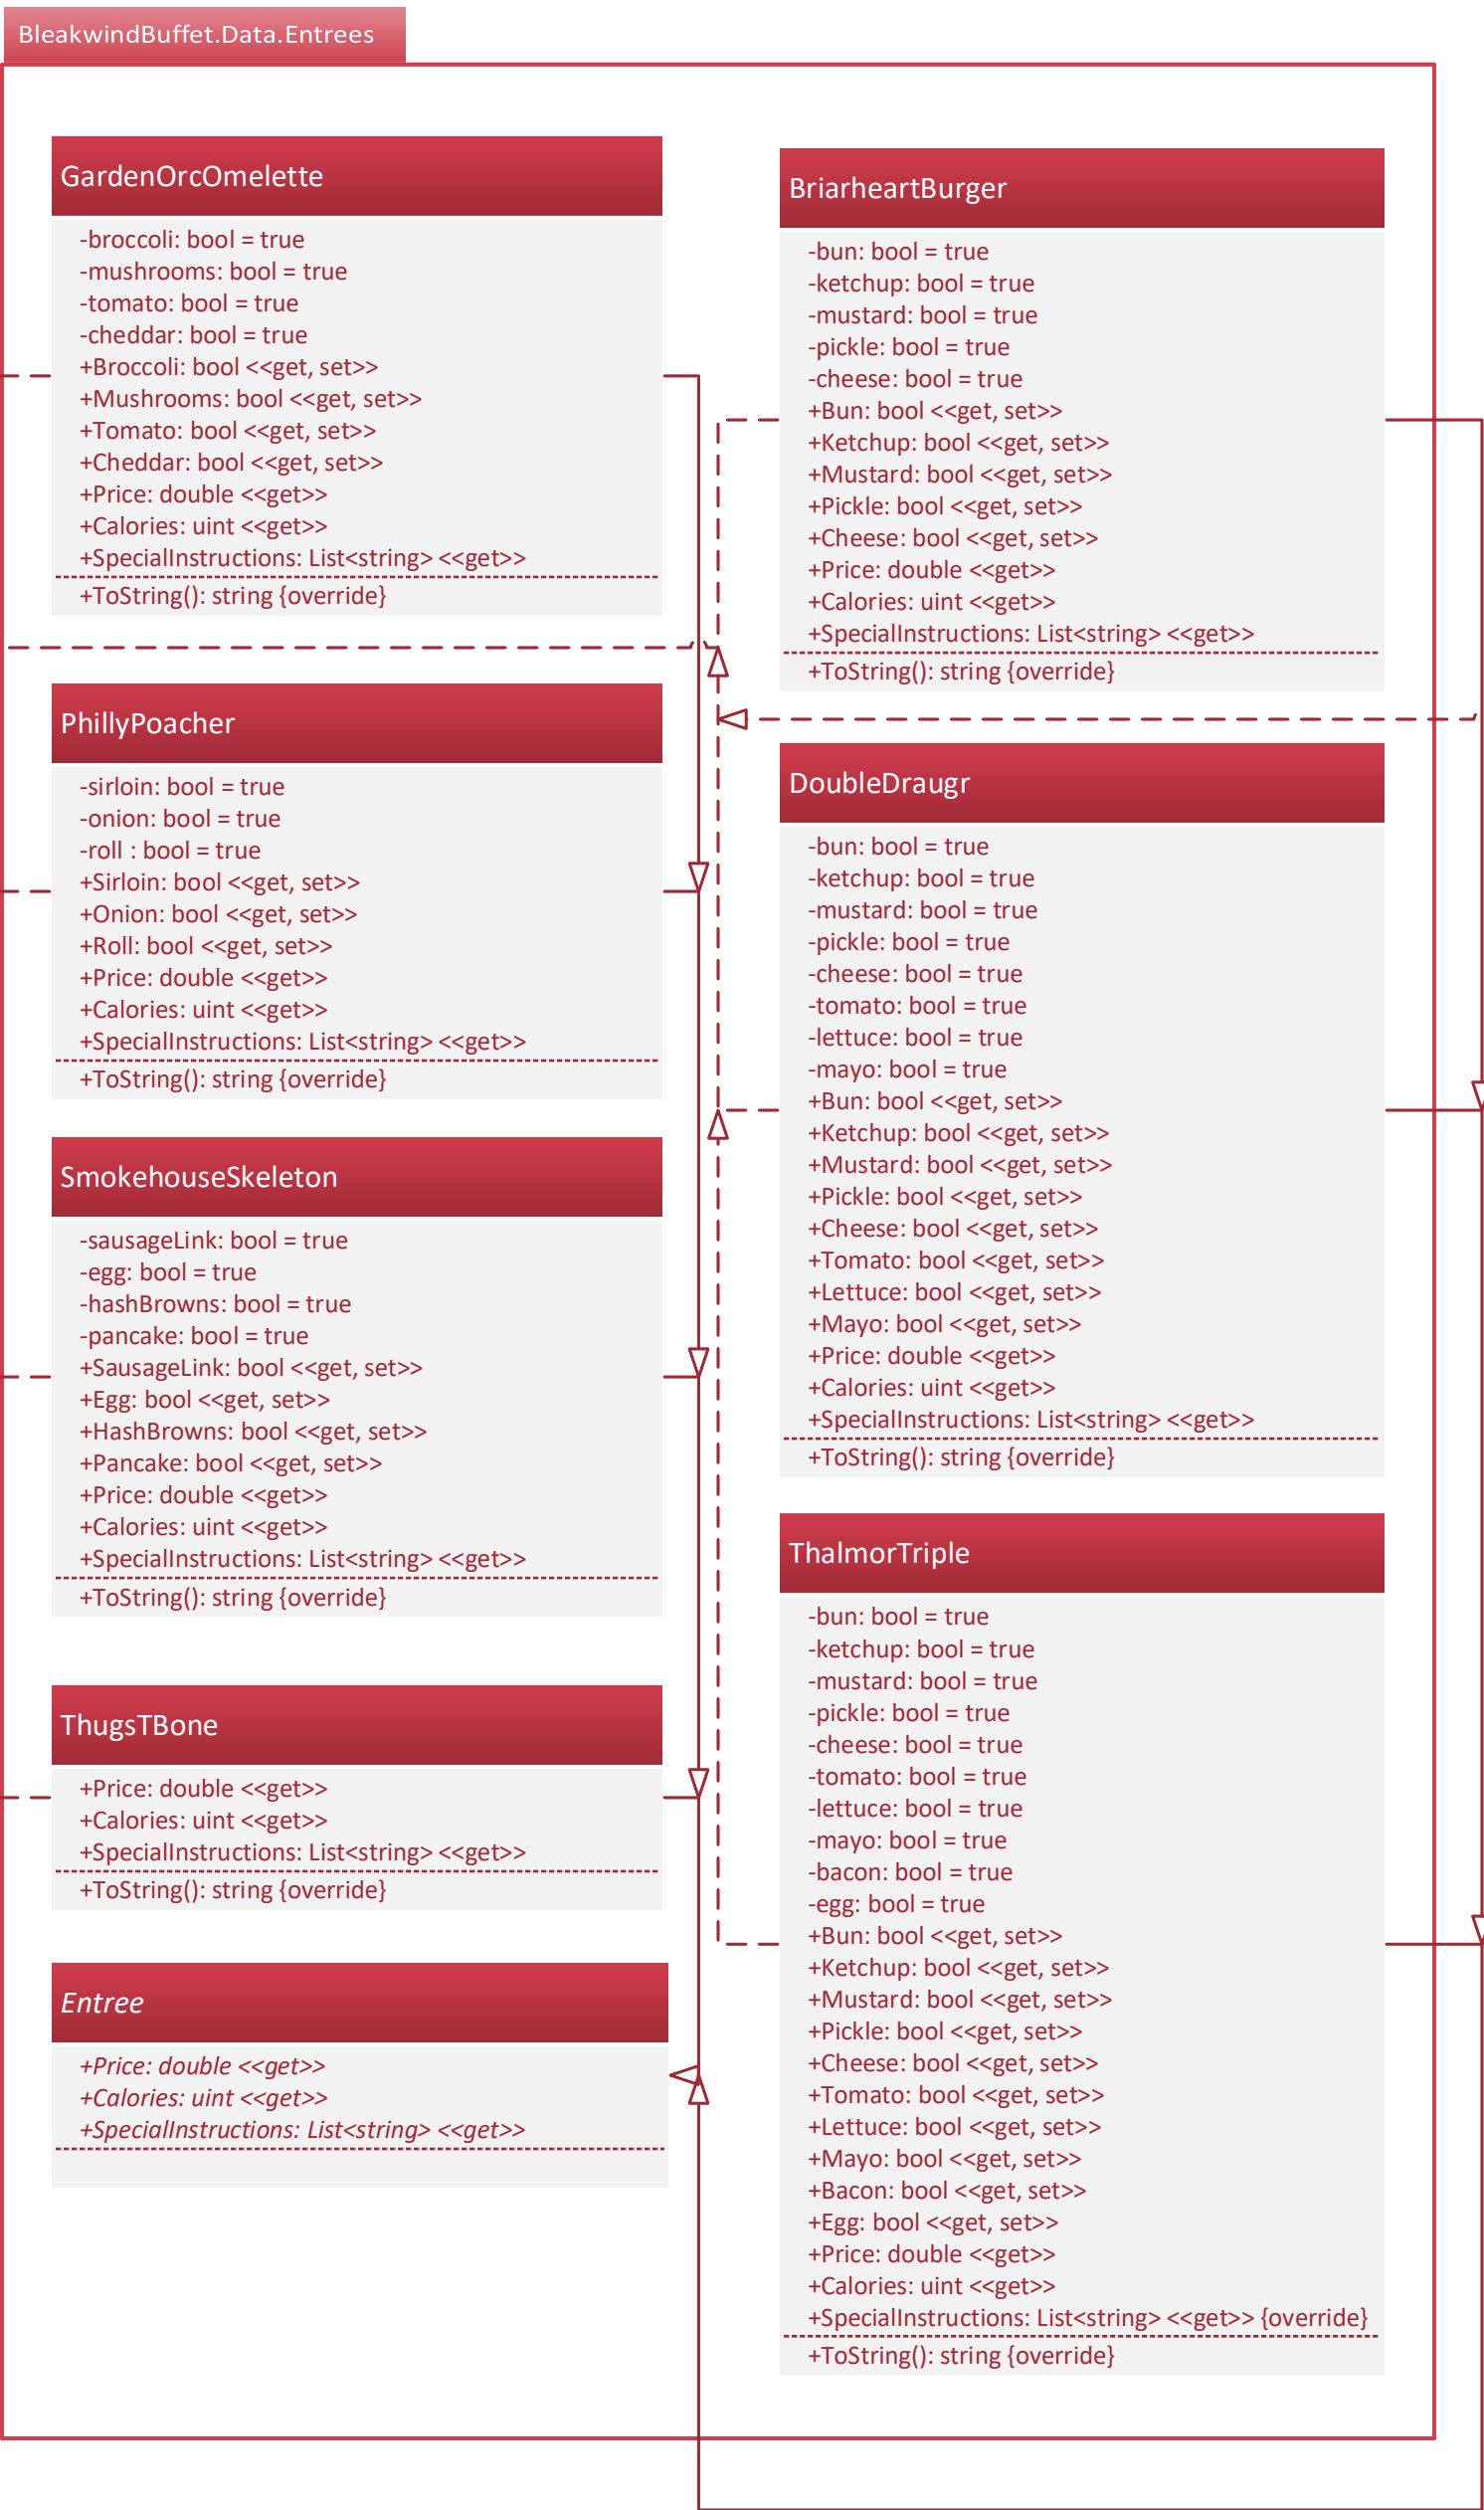 BleakwindBuffet.Data.Entrees
GardenOrcOmelette
-broccoli: bool = true
-mushrooms: bool = true
-tomato: bool = true
-cheddar: bool = true
+Broccoli: bool <<get, set>>
+Mushrooms: bool <<get, set>>
+Tomato: bool <<get, set>>
+Cheddar: bool <<get, set>>
+Price: double <<get>>
+Calories: uint <<get>>
+SpecialInstructions: List<string> <<get>>
+ToString(): string {override}
PhillyPoacher
-sirloin: bool = true
-onion: bool = true
-roll : bool = true
+Sirloin: bool <<get, set>>
+Onion: bool <<get, set>>
+Roll: bool <<get, set>>
+Price: double <<get>>
+Calories: uint <<get>>
+SpecialInstructions: List<string> <<get>>
+ToString(): string {override}
SmokehouseSkeleton
-sausageLink: bool = true
-egg: bool = true
-hashBrowns: bool = true
-pancake: bool = true
+SausageLink: bool <<get, set>>
+Egg: bool <<get, set>>
+HashBrowns: bool <<get, set>>
+Pancake: bool <<get, set>>
+Price: double <<get>>
+Calories: uint <<get>>
+SpecialInstructions: List<string> <<get>>
+ToString(): string {override}
ThugsTBone
+Price: double <<get>>
+Calories: uint <<get>>
+SpecialInstructions: List<string> <<get>>
+ToString(): string {override}
Entree
+Price: double <<get>>
+Calories: uint <<get>>
+SpecialInstructions: List<string> <<get>>
BriarheartBurger
-bun: bool = true
-ketchup: bool = true
-mustard: bool = true
-pickle: bool = true
-cheese: bool = true
+Bun: bool <<get, set>>
+Ketchup: bool <<get, set>>
+Mustard: bool <<get, set>>
+Pickle: bool <<get, set>>
+Cheese: bool <<get, set>>
+Price: double <<get>>
+Calories: uint <<get>>
+SpecialInstructions: List<string> <<get>>
+ToString(): string {override}
DoubleDraugr
-bun: bool = true
-ketchup: bool = true
-mustard: bool = true
-pickle: bool = true
-cheese: bool = true
-tomato: bool = true
-lettuce: bool = true
-mayo: bool = true
+Bun: bool <<get, set>>
+Ketchup: bool <<get, set>>
+Mustard: bool <<get, set>>
+Pickle: bool <<get, set>>
+Cheese: bool <<get, set>>
+Tomato: bool <<get, set>>
+Lettuce: bool <<get, set>>
+Mayo: bool <<get, set>>
+Price: double <<get>>
+Calories: uint <<get>>
+SpecialInstructions: List<string> <<get>>
+ToString(): string {override}
ThalmorTriple
-bun: bool = true
-ketchup: bool = true
-mustard: bool = true
-pickle: bool = true
-cheese: bool = true
-tomato: bool = true
-lettuce: bool = true
-mayo: bool = true
-bacon: bool = true
-egg: bool = true
+Bun: bool <<get, set>>
+Ketchup: bool <<get, set>>
+Mustard: bool <<get, set>>
+Pickle: bool <<get, set>>
+Cheese: bool <<get, set>>
+Tomato: bool <<get, set>>
+Lettuce: bool <<get, set>>
+Mayo: bool <<get, set>>
+Bacon: bool <<get, set>>
+Egg: bool <<get, set>>
+Price: double <<get>>
+Calories: uint <<get>>
+SpecialInstructions: List<string> <<get>> {override}
+ToString(): string {override}